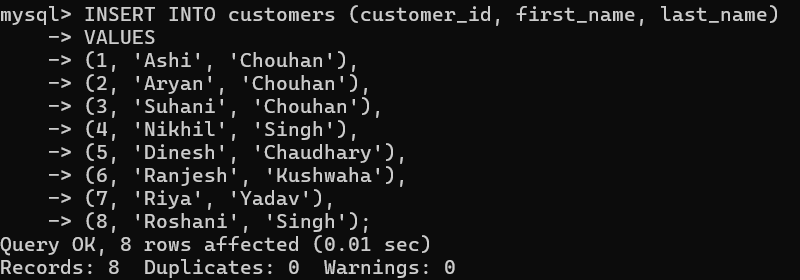 mysql> INSERT INTO customers (customer_id, first_name, last_name)
    -> VALUES
    -> (1, 'Ashi', 'Chouhan'),
    -> (2, 'Aryan', 'Chouhan'),
    -> (3, 'Suhani', 'Chouhan'),
    -> (4, 'Nikhil', 'Singh'),
    -> (5, 'Dinesh', 'Chaudhary'),
    -> (6, 'Ranjesh', 'Kushwaha'),
    -> (7, 'Riya', 'Yadav'),
    -> (8, 'Roshani', 'Singh');
Query OK, 8 rows affected (0.01 sec)
Records: 8  Duplicates: 0  Warnings: 0